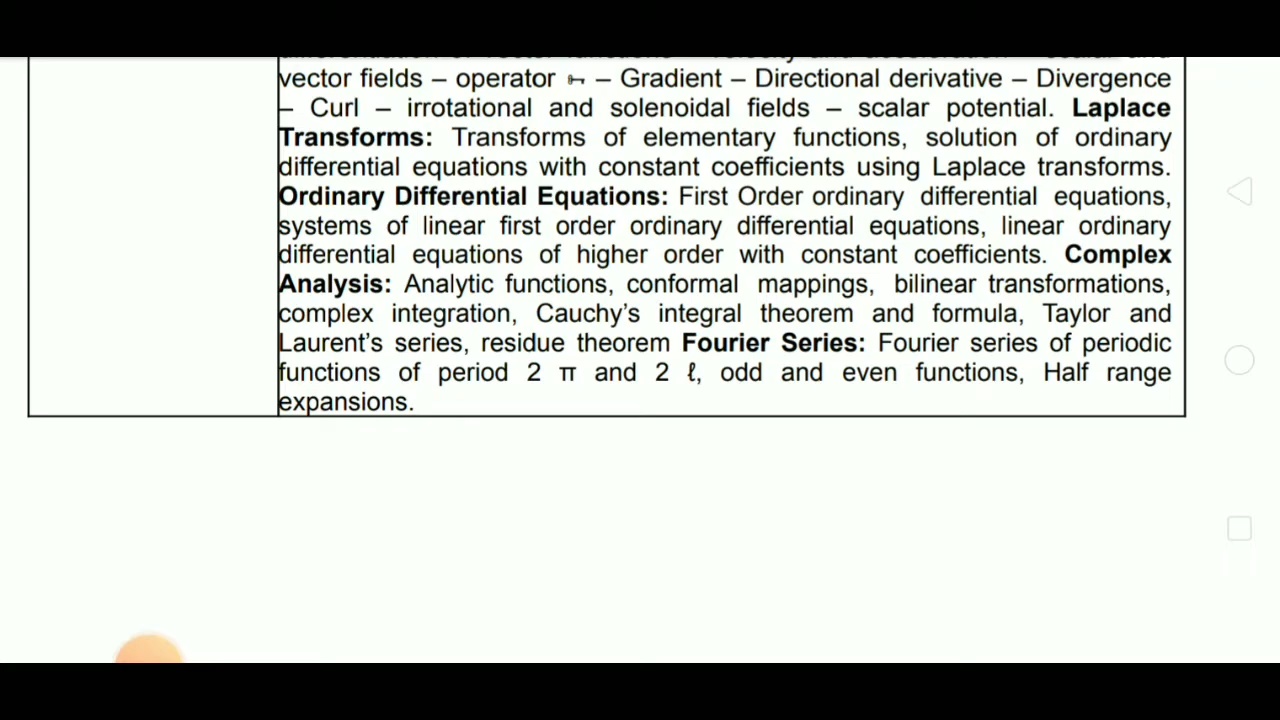 vector fields – operator – Gradient – Directional derivative – Divergence
– Curl – irrotational and solenoidal fields – scalar potential. Laplace
Transforms: Transforms of elementary functions, solution of ordinary
differential equations with constant coefficients using Laplace transforms.
Ordinary Differential Equations: First Order ordinary differential equations,
systems of linear first order ordinary differential equations, linear ordinary
differential equations of higher order with constant coefficients. Complex
Analysis: Analytic functions, conformal mappings, bilinear transformations,
complex integration, Cauchy’s integral theorem and formula, Taylor and
Laurent’s series, residue theorem Fourier Series: Fourier series of periodic
functions of period 2 π and 2 ℓ, odd and even functions, Half range
expansions.